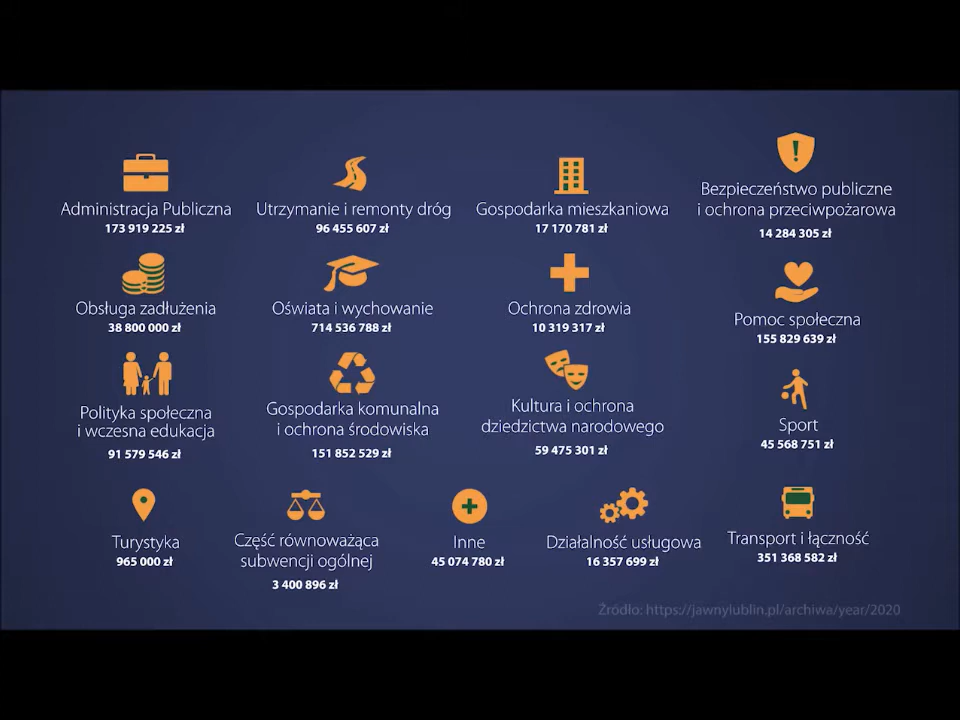 Administracja Publiczna
173 919 225 zł
Utrzymanie i remonty dróg
96 455 607 zł
Gospodarka mieszkaniowa
17 170 781 zł
Bezpieczeństwo publiczne
i ochrona przeciwpożarowa
14 284 305 zł
Obsługa zadłużenia
38 800 000 zł
Oświata i wychowanie
714 536 788 zł
Ochrona zdrowia
10 319 317 zł
Pomoc społeczna
155 829 639 zł
Polityka społeczna
i wczesna edukacja
91 579 546 zł
Gospodarka komunalna
i ochrona środowiska
151 852 529 zł
Kultura i ochrona
dziedzictwa narodowego
59 475 301 zł
Sport
45 568 751 zł
Turystyka
965 000 zł
Część równoważąca
subwencji ogólnej
3 400 896 zł
Inne
45 074 780 zł
Działalność usługowa
16 357 699 zł
Transport i łączność
351 368 582 zł
Źródło: https://jawnylublin.pl/archiwa/year/2020